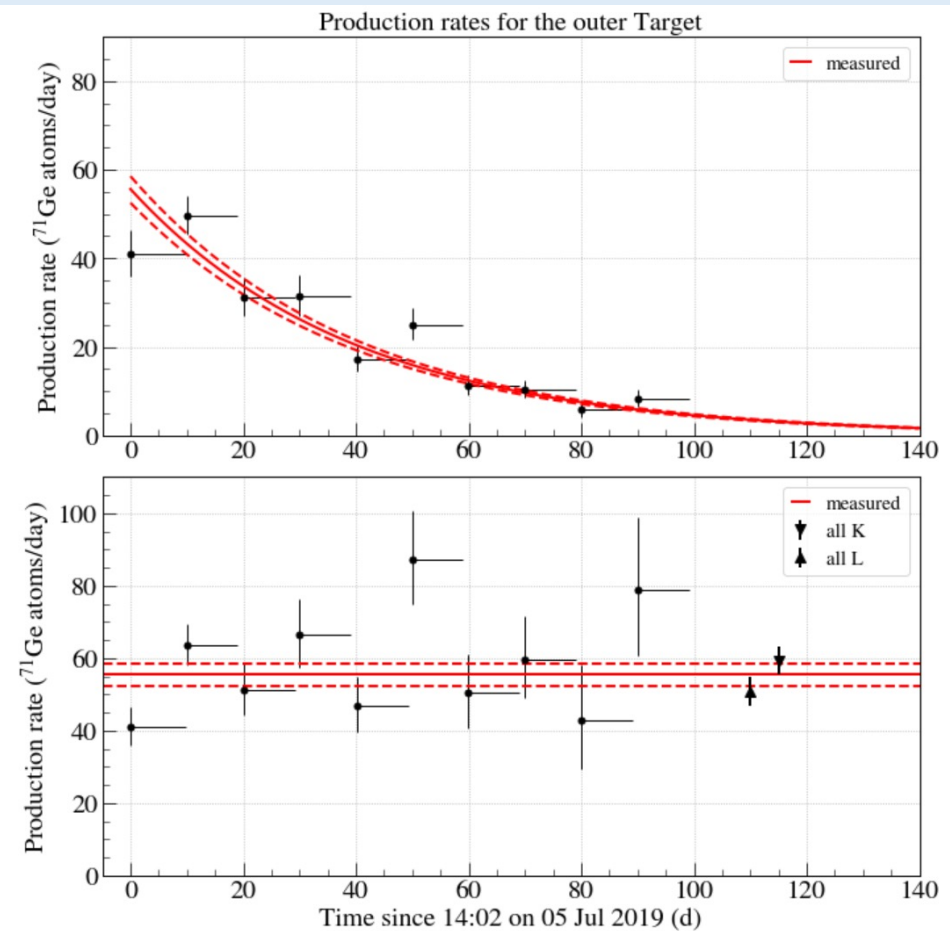 Production rates for the outer Target
measured
Production rate (⁷¹Ge atoms/day)
80
60
40
20
0
0 20 40 60 80 100 120 140
measured
all K
all L
Production rate (⁷¹Ge atoms/day)
100
80
60
40
20
0
0 20 40 60 80 100 120 140
Time since 14:02 on 05 Jul 2019 (d)